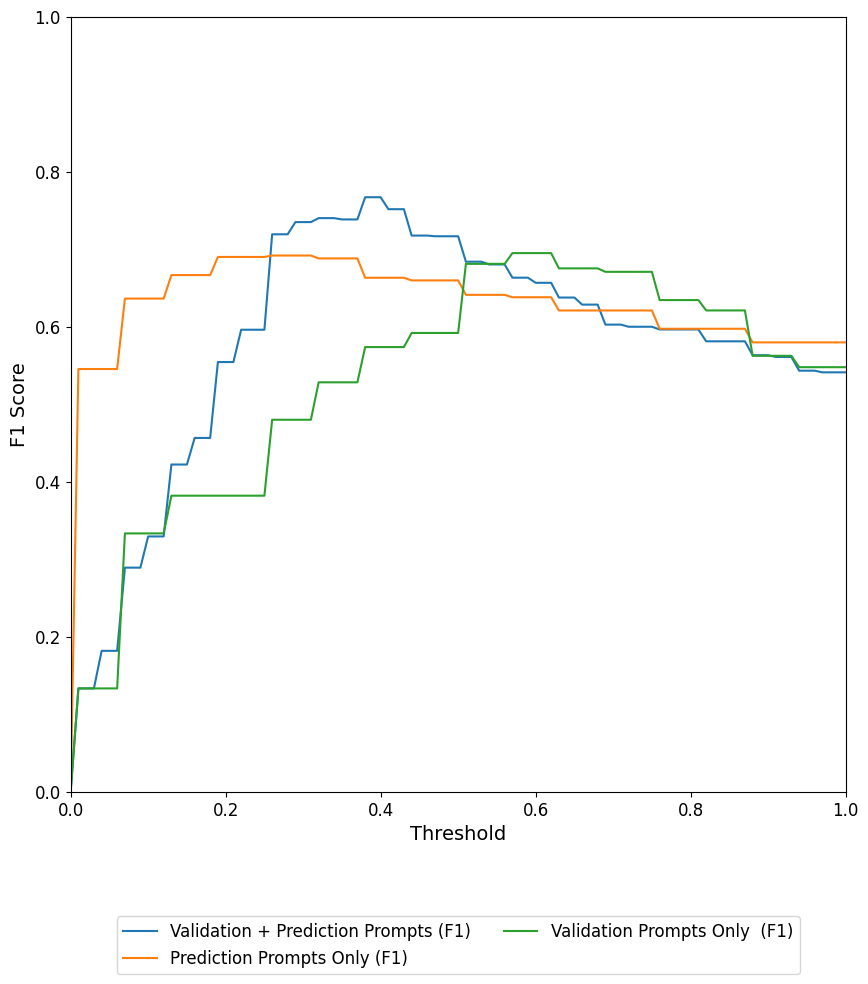 1.0
0.8
0.6
0.4
0.2
0.0
F1 Score
0.0 0.2 0.4 0.6 0.8 1.0
Threshold
Validation + Prediction Prompts (F1)
Prediction Prompts Only (F1)
Validation Prompts Only  (F1)